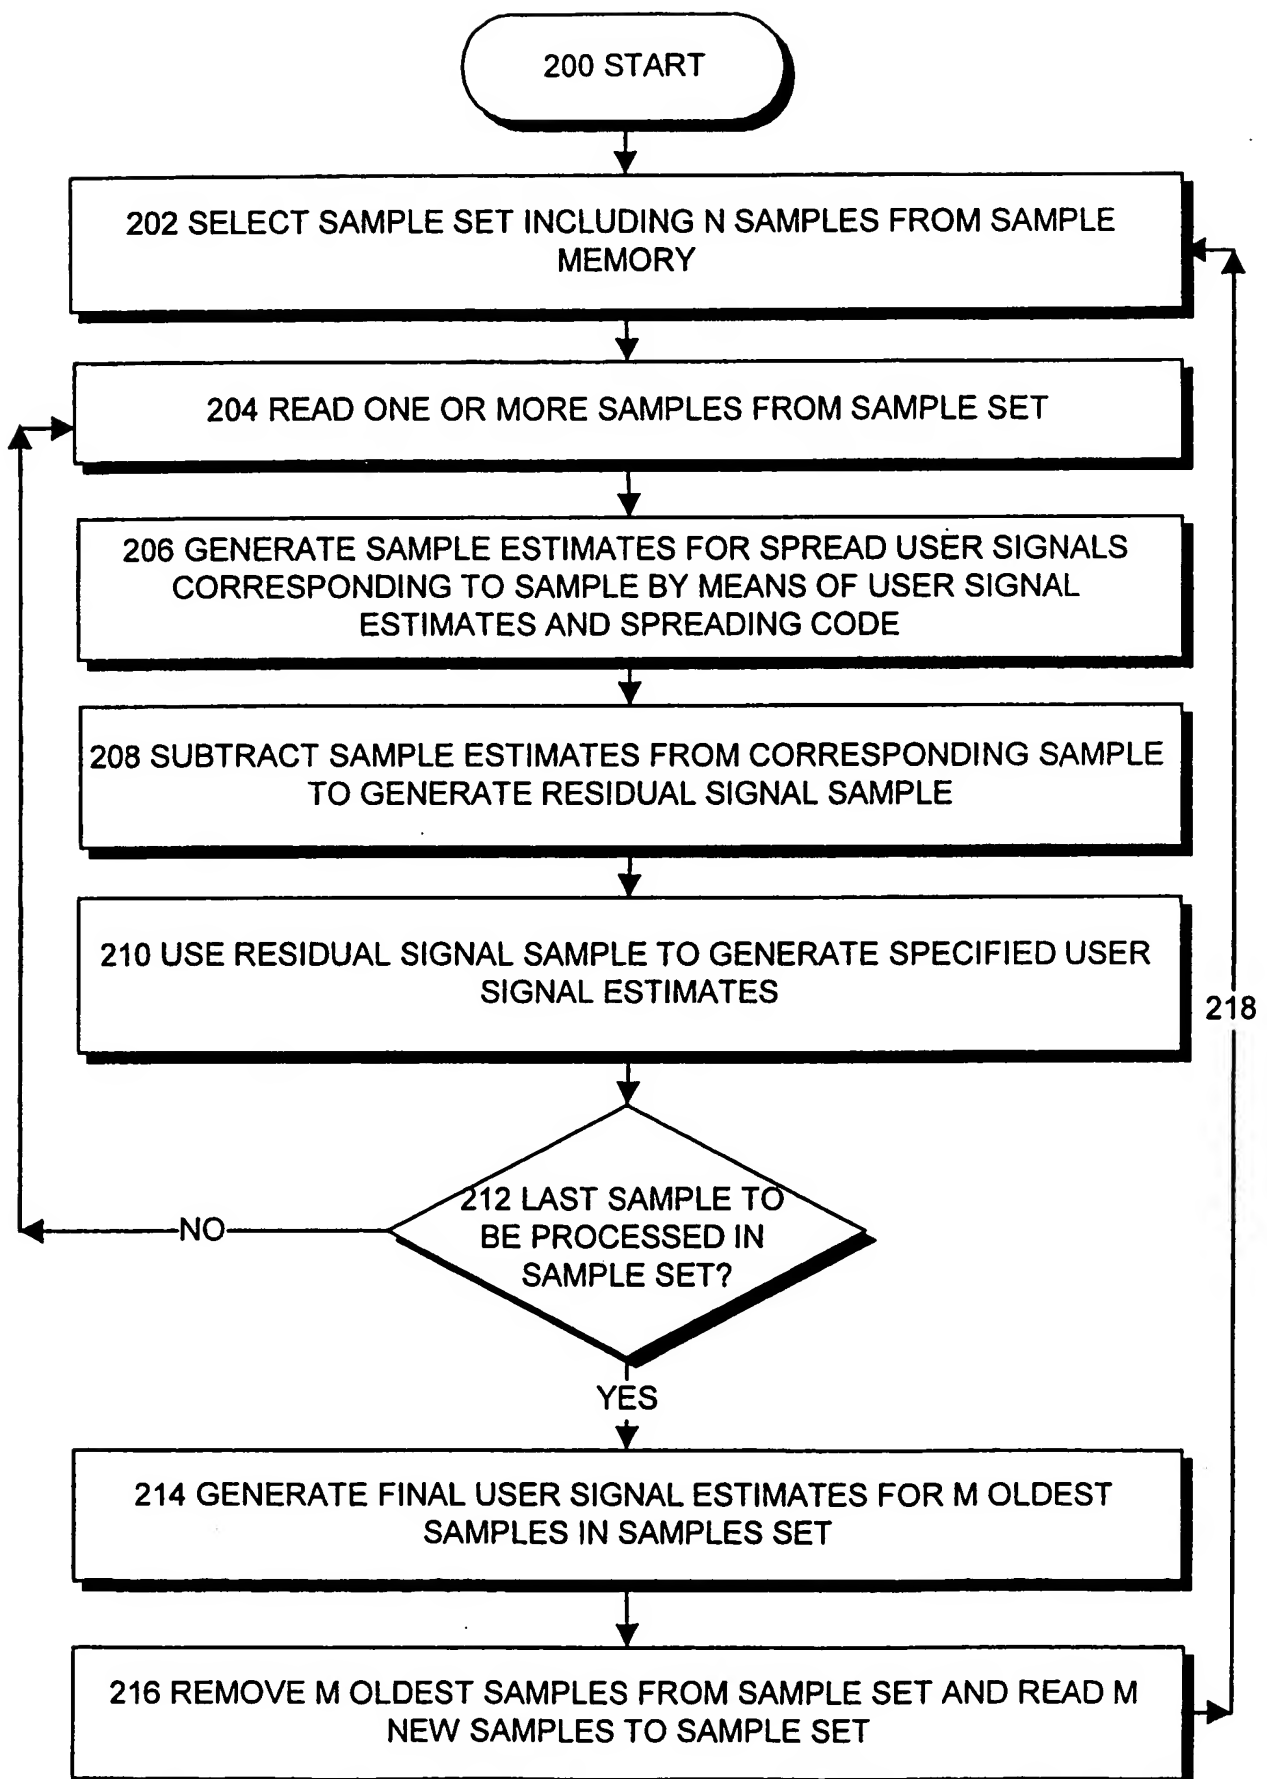 200 START
202 SELECT SAMPLE SET INCLUDING N SAMPLES FROM SAMPLE
MEMORY
204 READ ONE OR MORE SAMPLES FROM SAMPLE SET
206 GENERATE SAMPLE ESTIMATES FOR SPREAD USER SIGNALS
CORRESPONDING TO SAMPLE BY MEANS OF USER SIGNAL
ESTIMATES AND SPREADING CODE
208 SUBTRACT SAMPLE ESTIMATES FROM CORRESPONDING SAMPLE
TO GENERATE RESIDUAL SIGNAL SAMPLE
210 USE RESIDUAL SIGNAL SAMPLE TO GENERATE SPECIFIED USER
SIGNAL ESTIMATES
218
212 LAST SAMPLE TO
BE PROCESSED IN
SAMPLE SET?
NO
YES
214 GENERATE FINAL USER SIGNAL ESTIMATES FOR M OLDEST
SAMPLES IN SAMPLES SET
216 REMOVE M OLDEST SAMPLES FROM SAMPLE SET AND READ M
NEW SAMPLES TO SAMPLE SET